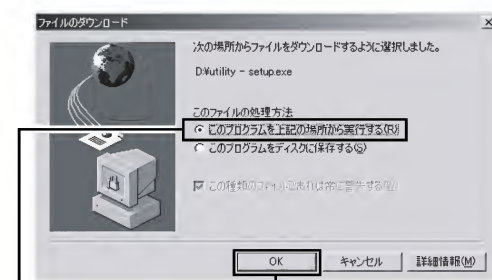 ファイルのダウンロード
次の場所からファイルをダウンロードするように選択しました。
D:¥utility - setup.exe
このファイルの処理方法
このプログラムを上記の場所から実行する(R)
このプログラムをディスクに保存する(S)
この種類のファイルであれば常に警告する(W)
OK キャンセル 詳細情報(M)